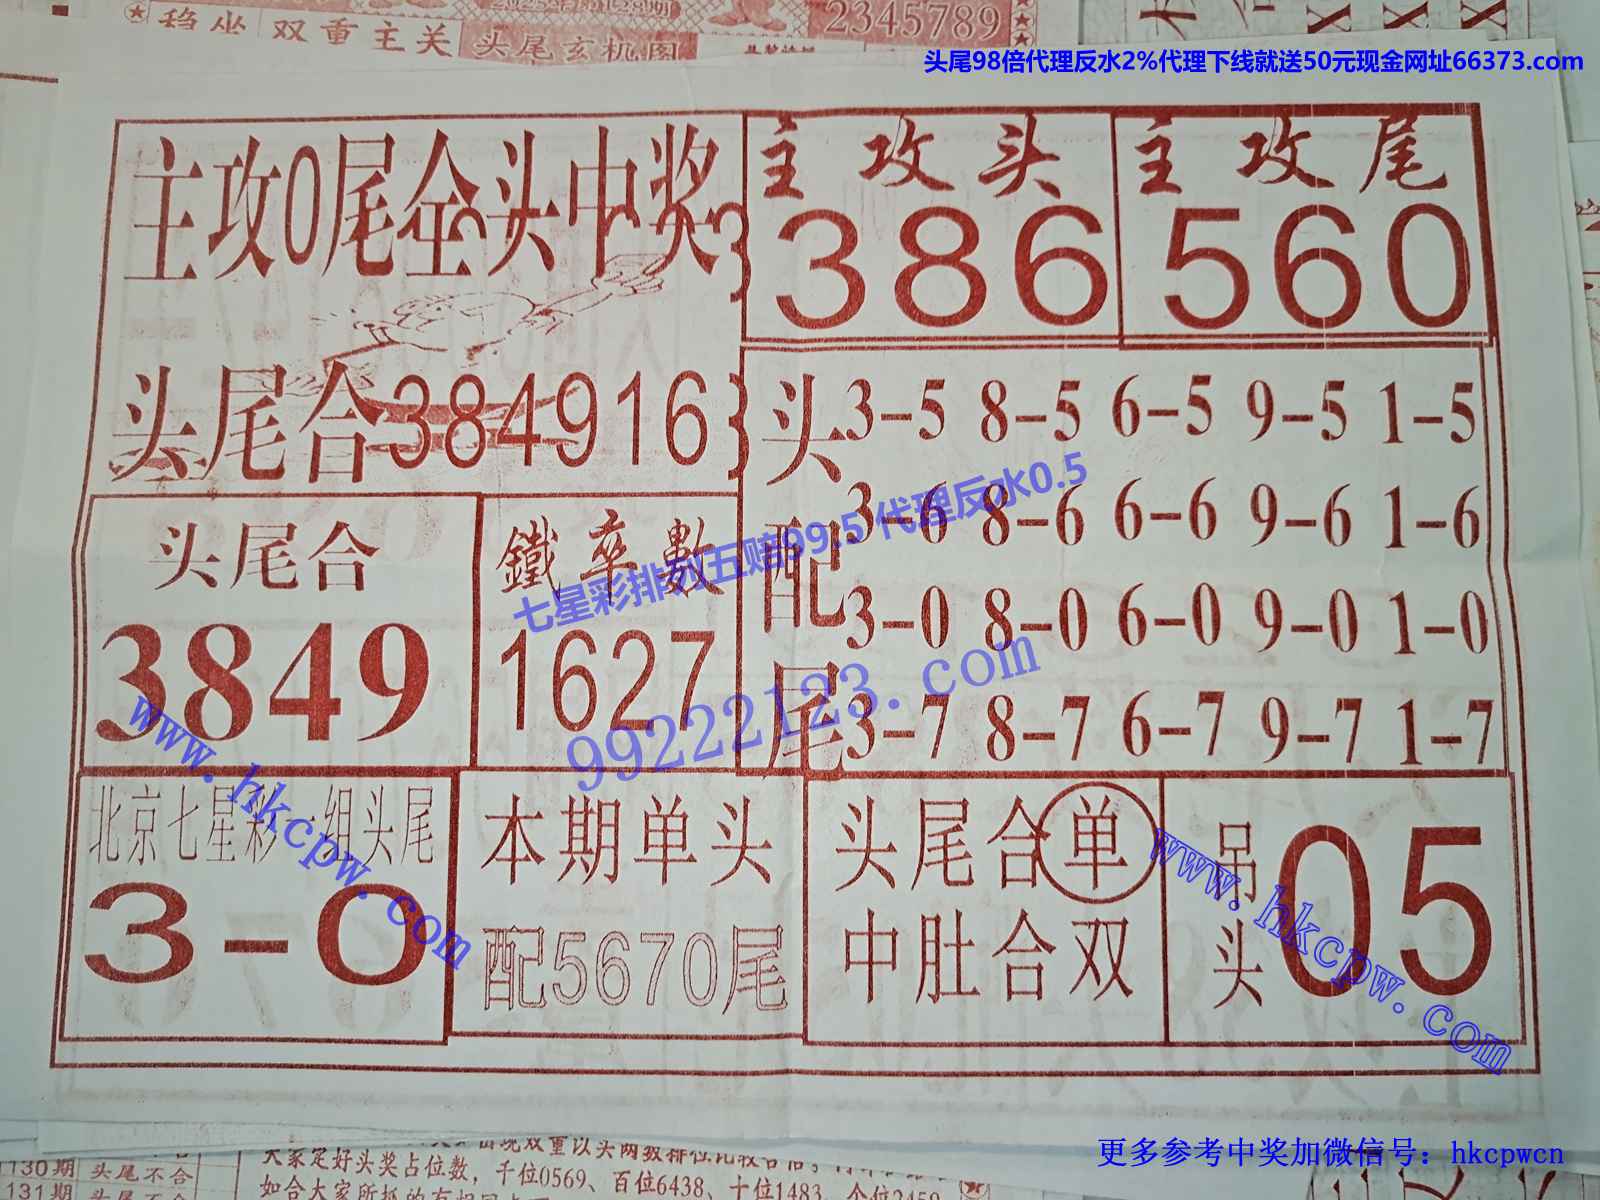 稳坐 双重主关 头尾玄机图
2345789
头尾98倍代理反水2%代理下线就送50元现金网址66373.com
主攻0尾全头中奖
主攻头
386
主攻尾
560
头尾合384916
头配尾
3-5 8-5 6-5 9-5 1-5
3-6 8-6 6-6 9-6 1-6
3-0 8-0 6-0 9-0 1-0
3-7 8-7 6-7 9-7 1-7
头尾合
3849
鐵率數
1627
七星彩排列五赔99.5 代理反水0.5
99222123.com
www.hkcpw.com
北京七星彩一组头尾
3-0
本期单头
配5670尾
头尾合单
中肚合双
吊头
05
www.hkcpw.com
更多参考中奖加微信号：hkcpwcn
130期 头尾不合
131期
大家定好头奖占位数，千位0569、百位6438、十位1483、个位